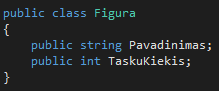 public class Figura
{
    public string Pavadinimas;
    public int TaskuKiekis;
}